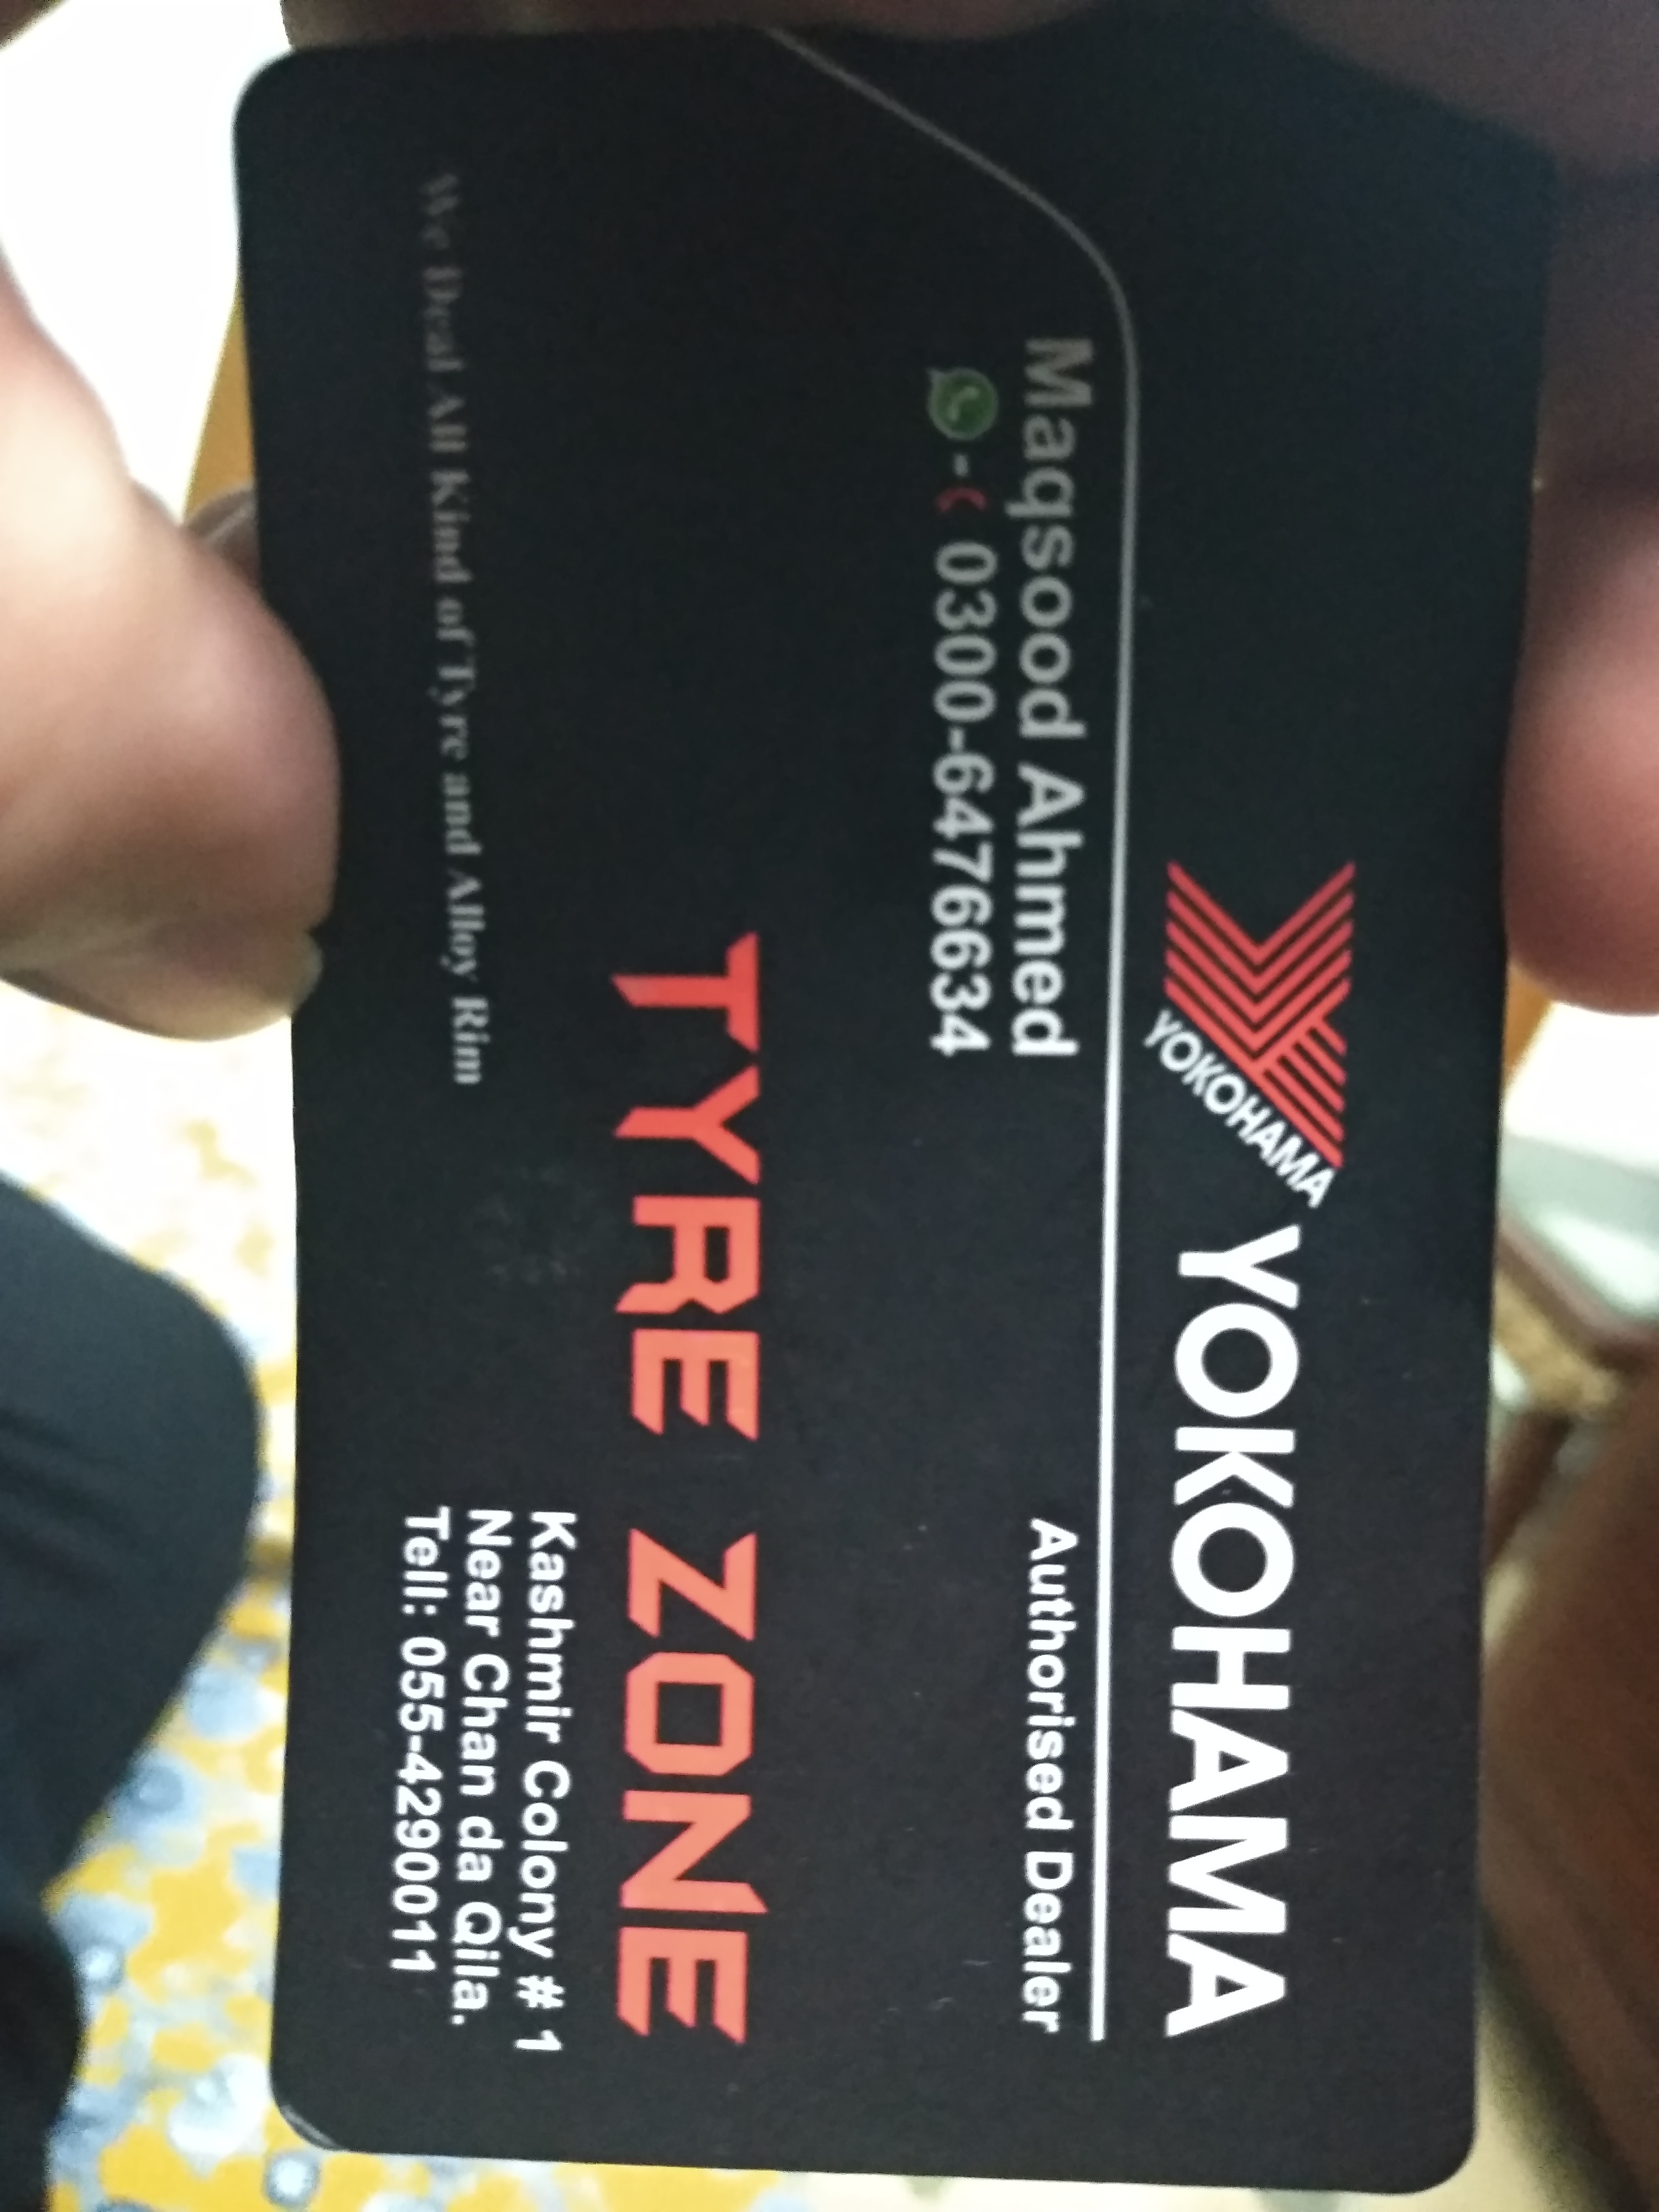 YOKOHAMA
YOKOHAMA
Authorised Dealer
Maqsood Ahmed
- 0300-6476634
TYRE ZONE
Kashmir Colony # 1
Near Chan da Qila.
Tell: 055-4290011
We Deal All Kind of Tyre and Alloy Rim